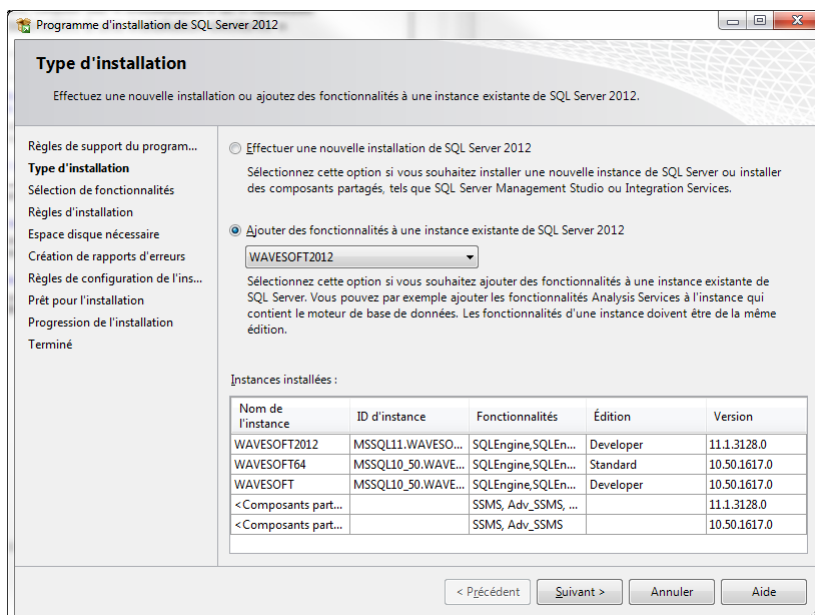 Programme d'installation de SQL Server 2012
Type d'installation
Effectuez une nouvelle installation ou ajoutez des fonctionnalités à une instance existante de SQL Server 2012.
Règles de support du program...
Type d'installation
Sélection de fonctionnalités
Règles d'installation
Espace disque nécessaire
Création de rapports d'erreurs
Règles de configuration de l'ins...
Prêt pour l'installation
Progression de l'installation
Terminé
Effectuer une nouvelle installation de SQL Server 2012
Sélectionnez cette option si vous souhaitez installer une nouvelle instance de SQL Server ou installer
des composants partagés, tels que SQL Server Management Studio ou Integration Services.
Ajouter des fonctionnalités à une instance existante de SQL Server 2012
WAVESOFT2012
Sélectionnez cette option si vous souhaitez ajouter des fonctionnalités à une instance existante de
SQL Server. Vous pouvez par exemple ajouter les fonctionnalités Analysis Services à l'instance qui
contient le moteur de base de données. Les fonctionnalités d'une instance doivent être de la même
édition.
Instances installées :
Nom de l'instance ID d'instance Fonctionnalités Édition Version
WAVESOFT2012 MSSQL11.WAVESO... SQLEngine,SQLEn... Developer 11.1.3128.0
WAVESOFT64 MSSQL10_50.WAVE... SQLEngine,SQLEn... Standard 10.50.1617.0
WAVESOFT MSSQL10_50.WAVE... SQLEngine,SQLEn... Developer 10.50.1617.0
<Composants part... SSMS, Adv_SSMS, ... 11.1.3128.0
<Composants part... SSMS, Adv_SSMS 10.50.1617.0
< Précédent Suivant > Annuler Aide